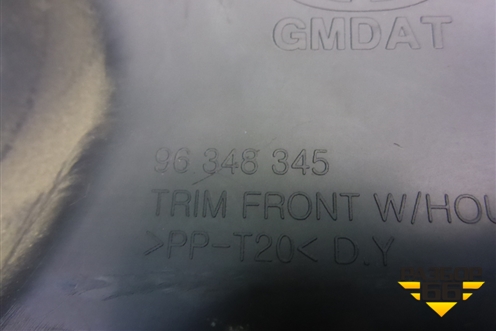 GMDAT
96 348 345
TRIM FRONT W/HOU
>PP-T20< D.Y